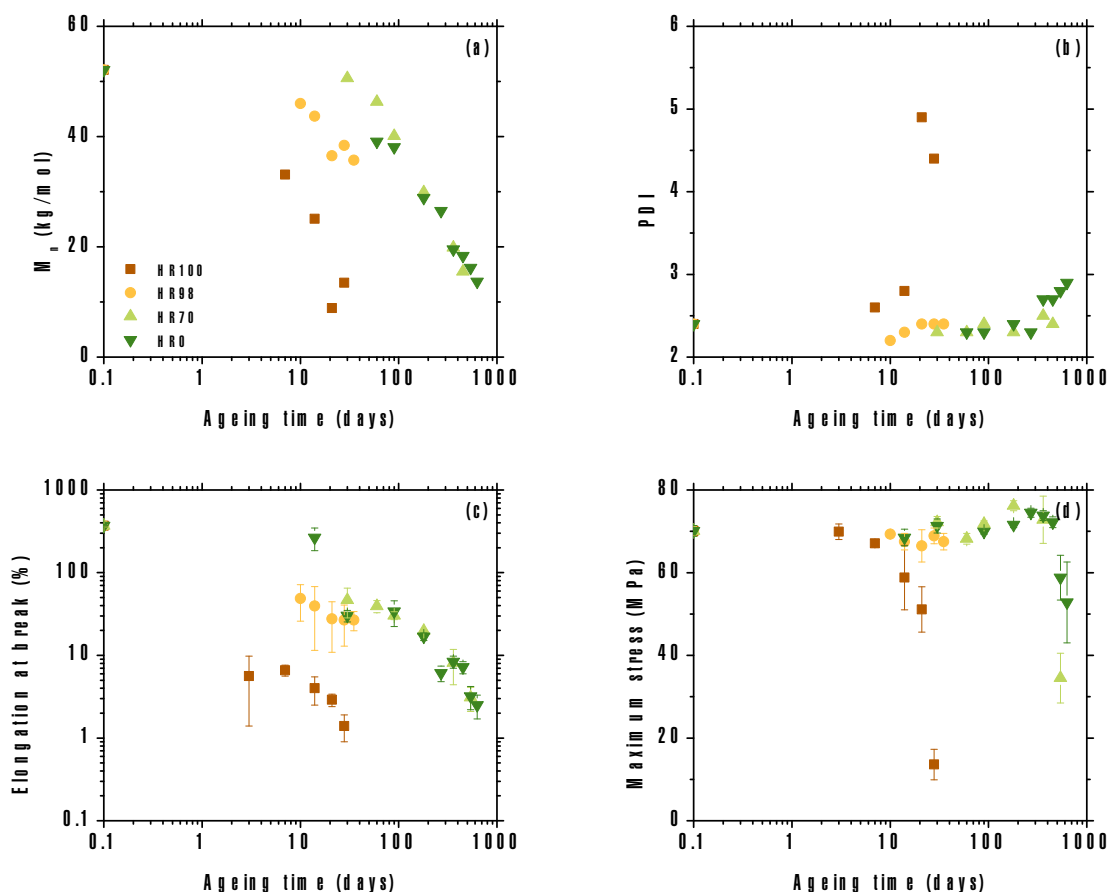 60
(a)
40
20
0
M n (kg/mol)
HR100
HR98
HR70
HR0
0.1 1 10 100 1000
Ageing time (days)
6
(b)
5
4
3
2
PDI
0.1 1 10 100 1000
Ageing time (days)
1000
(c)
100
10
1
0.1
Elongation at break (%)
0.1 1 10 100 1000
Ageing time (days)
80
(d)
60
40
20
0
Maximum stress (MPa)
0.1 1 10 100 1000
Ageing time (days)